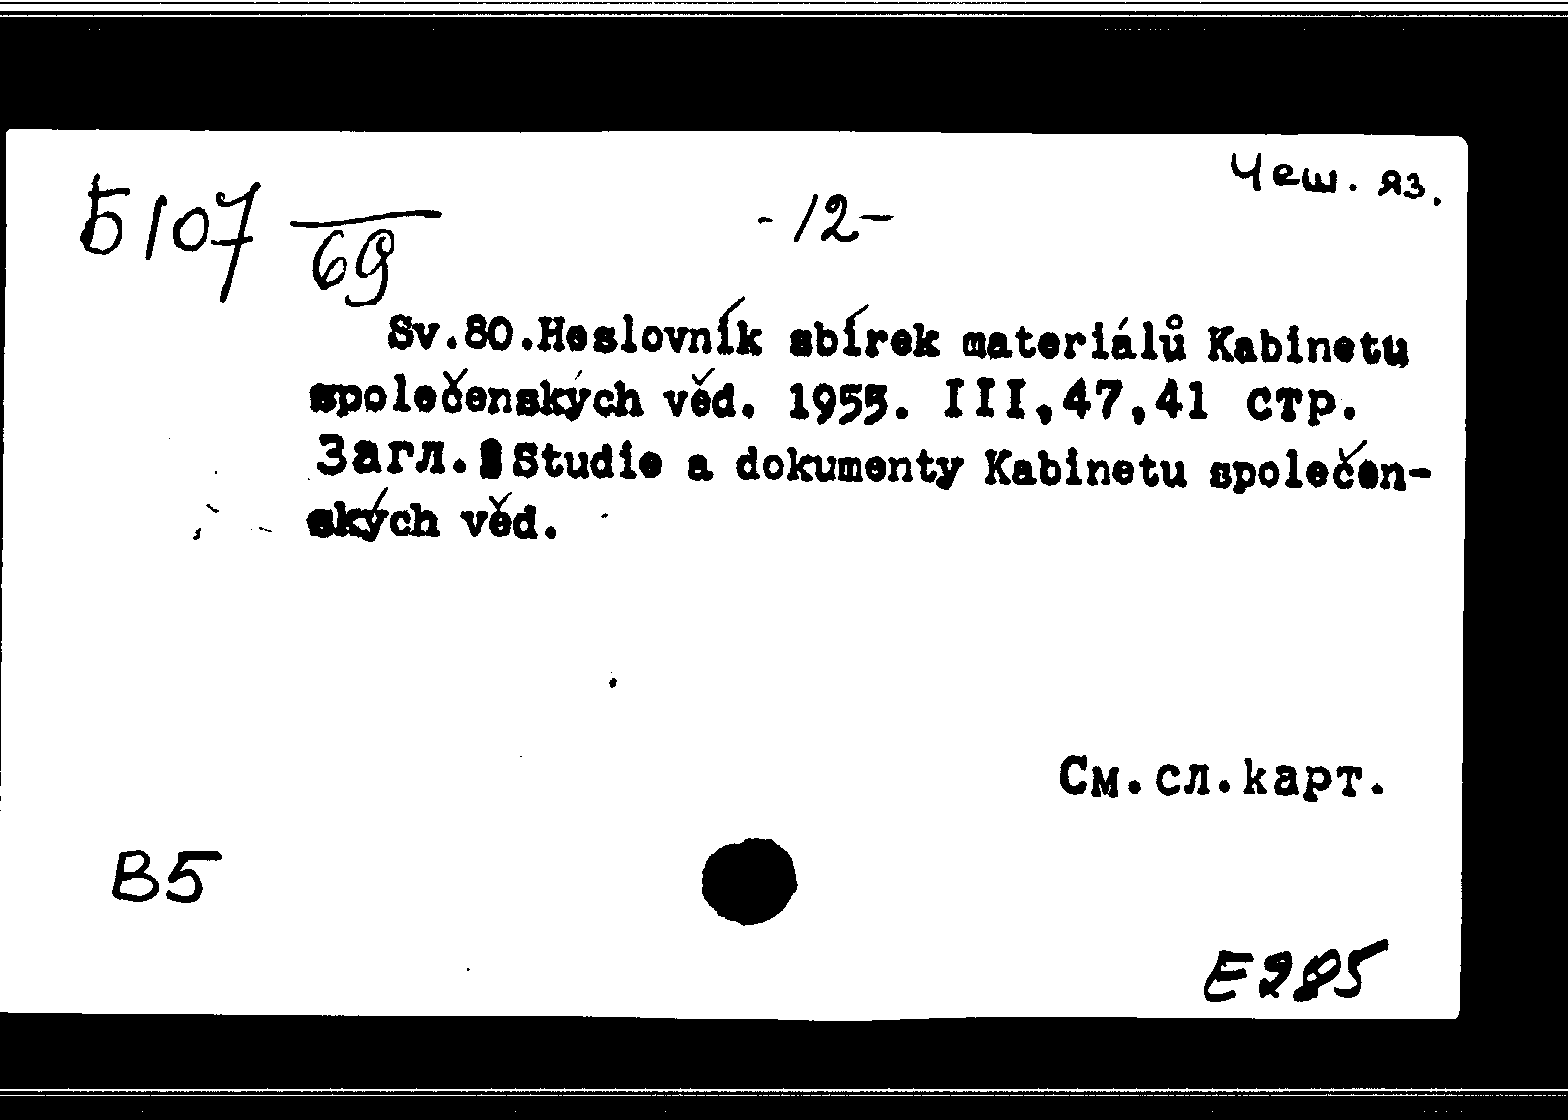 Чеш. яз.
Б107 / 69
- 12 -
Sv.80.Heslovník sbírek materiálů Kabinetu
společenských věd. 1955. III,47,41 стр.
Загл. Studie a dokumenty Kabinetu společen-
ských věd.
См.сл.карт.
B5
E285